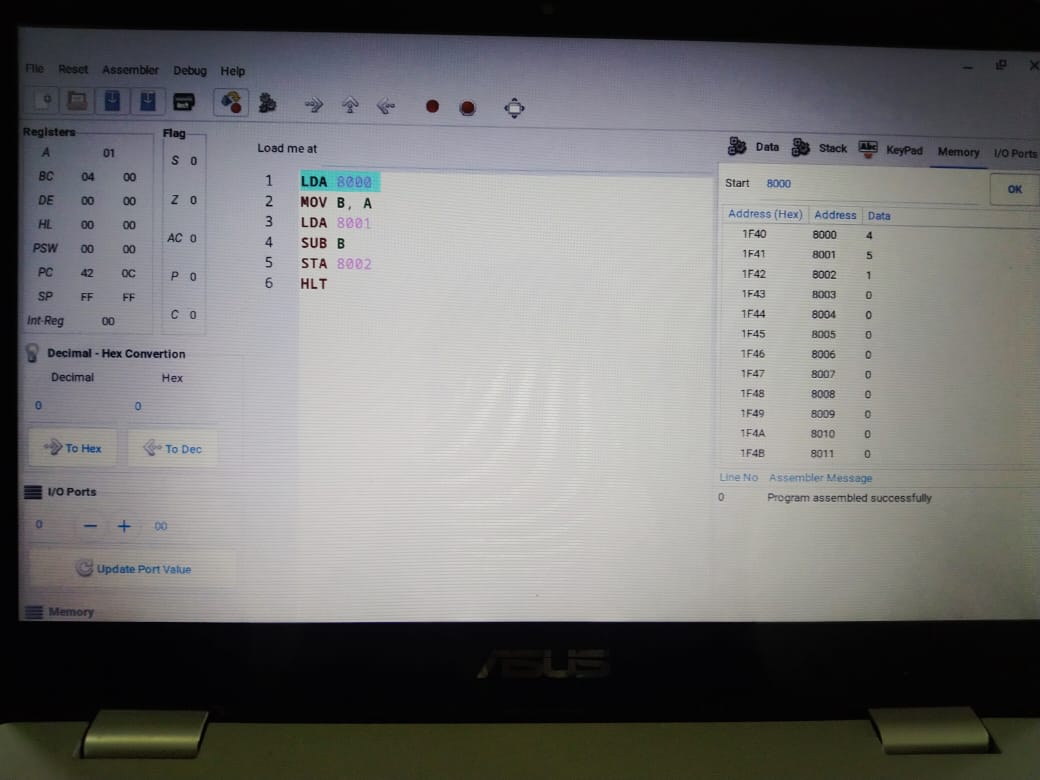 File Reset Assembler Debug Help
Registers
A 01
BC 04 00
DE 00 00
HL 00 00
PSW 00 00
PC 42 0C
SP FF FF
Int-Reg 00
Flag
S 0
Z 0
AC 0
P 0
C 0
Decimal - Hex Convertion
Decimal Hex
0 0
To Hex To Dec
I/O Ports
0 − + 00
Update Port Value
Memory
Load me at
1 LDA 8000
2 MOV B, A
3 LDA 8001
4 SUB B
5 STA 8002
6 HLT
Data Stack KeyPad Memory I/O Ports
Start 8000 OK
Address (Hex) Address Data
1F40 8000 4
1F41 8001 5
1F42 8002 1
1F43 8003 0
1F44 8004 0
1F45 8005 0
1F46 8006 0
1F47 8007 0
1F48 8008 0
1F49 8009 0
1F4A 8010 0
1F4B 8011 0
Line No Assembler Message
0 Program assembled successfully
ASUS